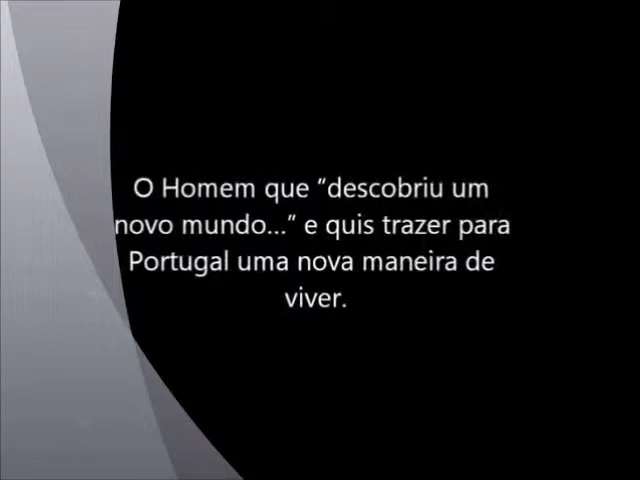 O Homem que "descobriu um
novo mundo..." e quis trazer para
Portugal uma nova maneira de
viver.